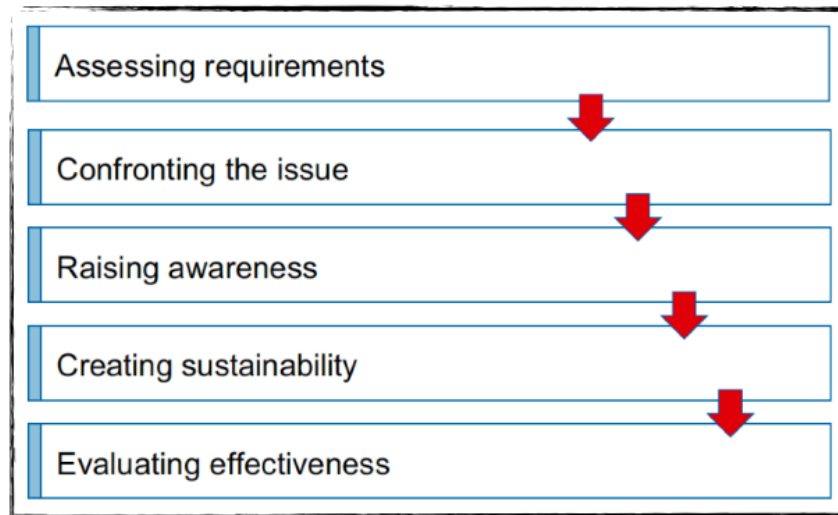 Assessing requirements
Confronting the issue
Raising awareness
Creating sustainability
Evaluating effectiveness